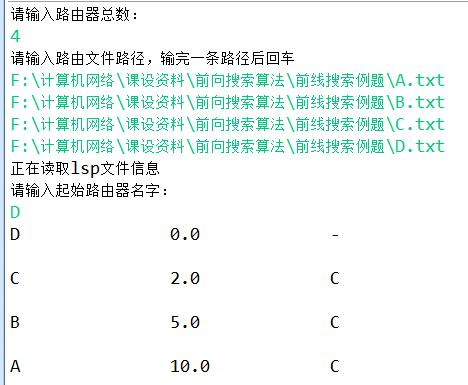 请输入路由器总数：
4
请输入路由文件路径，输完一条路径后回车
F:\计算机网络\课设资料\前向搜索算法\前线搜索例题\A.txt
F:\计算机网络\课设资料\前向搜索算法\前线搜索例题\B.txt
F:\计算机网络\课设资料\前向搜索算法\前线搜索例题\C.txt
F:\计算机网络\课设资料\前向搜索算法\前线搜索例题\D.txt
正在读取lsp文件信息
请输入起始路由器名字：
D
D 0.0 -
C 2.0 C
B 5.0 C
A 10.0 C